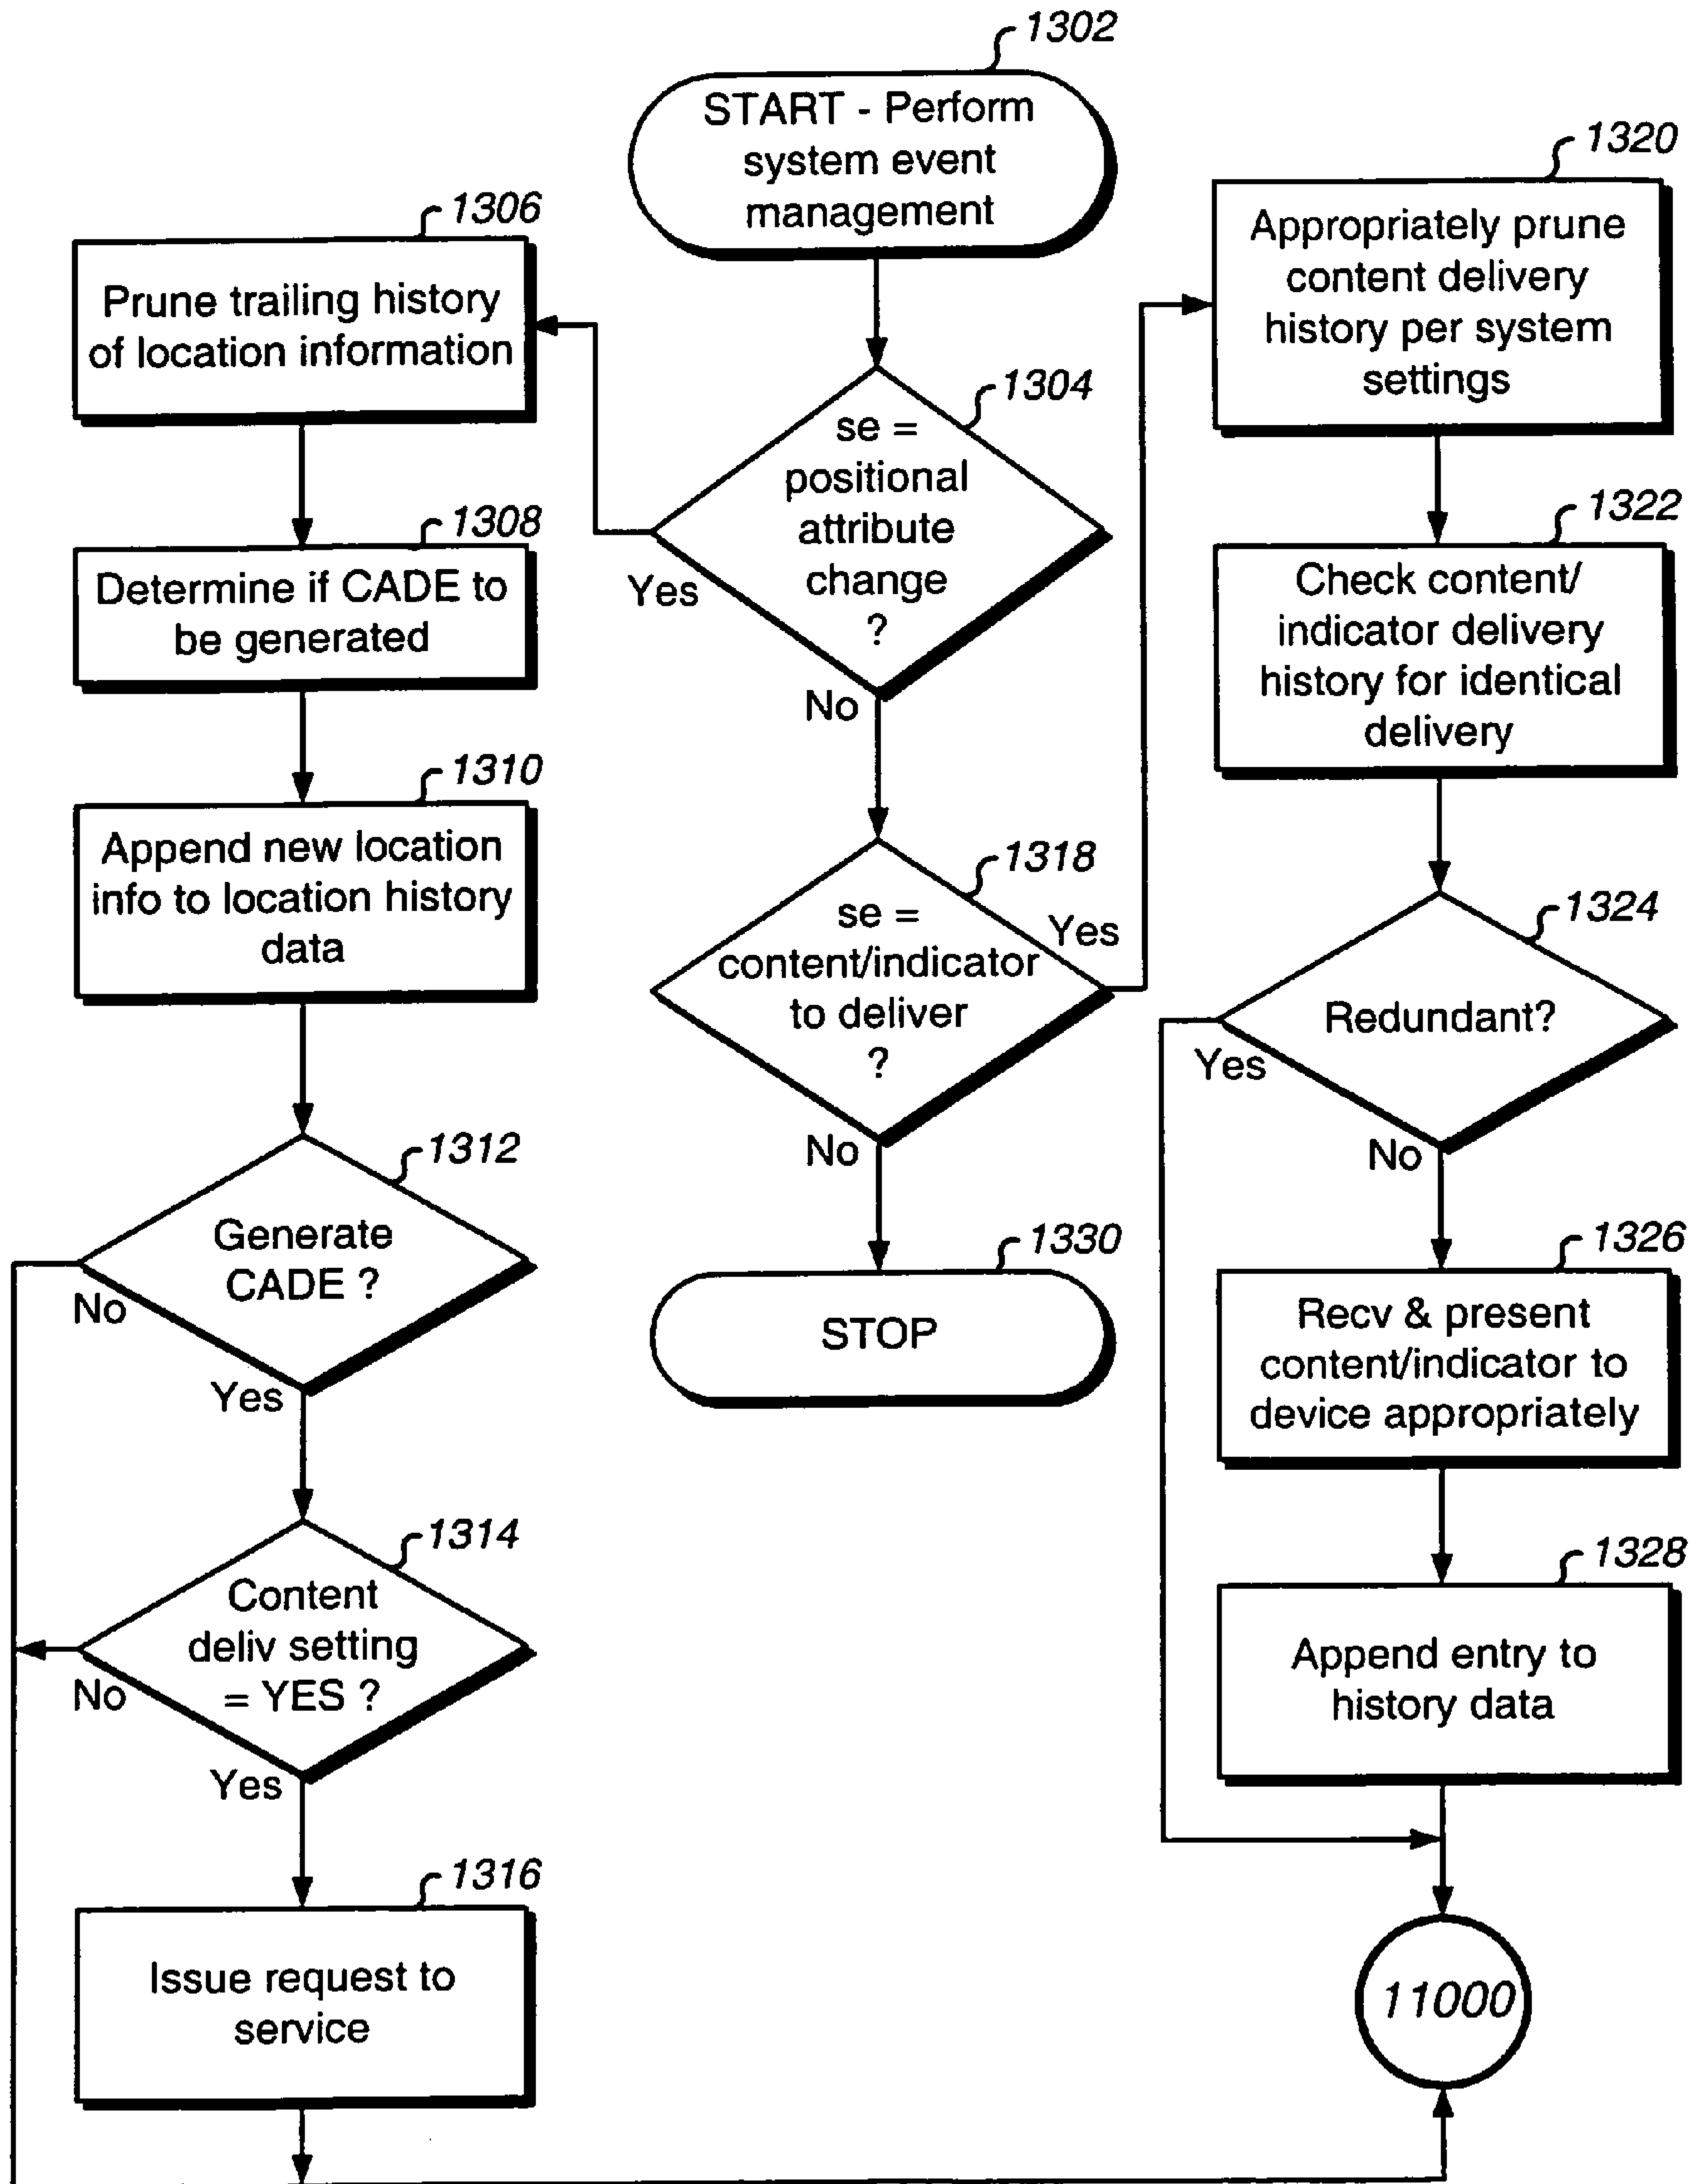 1302
START - Perform
system event
management
1304
se =
positional
attribute
change
?
Yes
No
1306
Prune trailing history
of location information
1308
Determine if CADE to
be generated
1310
Append new location
info to location history
data
1312
Generate
CADE ?
No
Yes
1314
Content
deliv setting
= YES ?
No
Yes
1316
Issue request to
service
1318
se =
content/indicator
to deliver
?
Yes
No
1330
STOP
1320
Appropriately prune
content delivery
history per system
settings
1322
Check content/
indicator delivery
history for identical
delivery
1324
Redundant?
Yes
No
1326
Recv & present
content/indicator to
device appropriately
1328
Append entry to
history data
11000